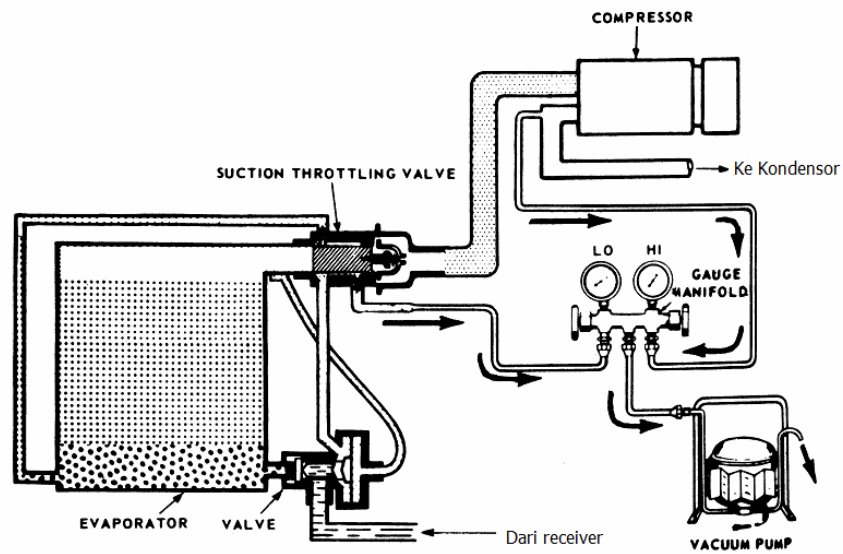 COMPRESSOR
Ke Kondensor
SUCTION THROTTLING VALVE
LO HI
GAUGE
MANIFOLD
EVAPORATOR
VALVE
Dari receiver
VACUUM PUMP